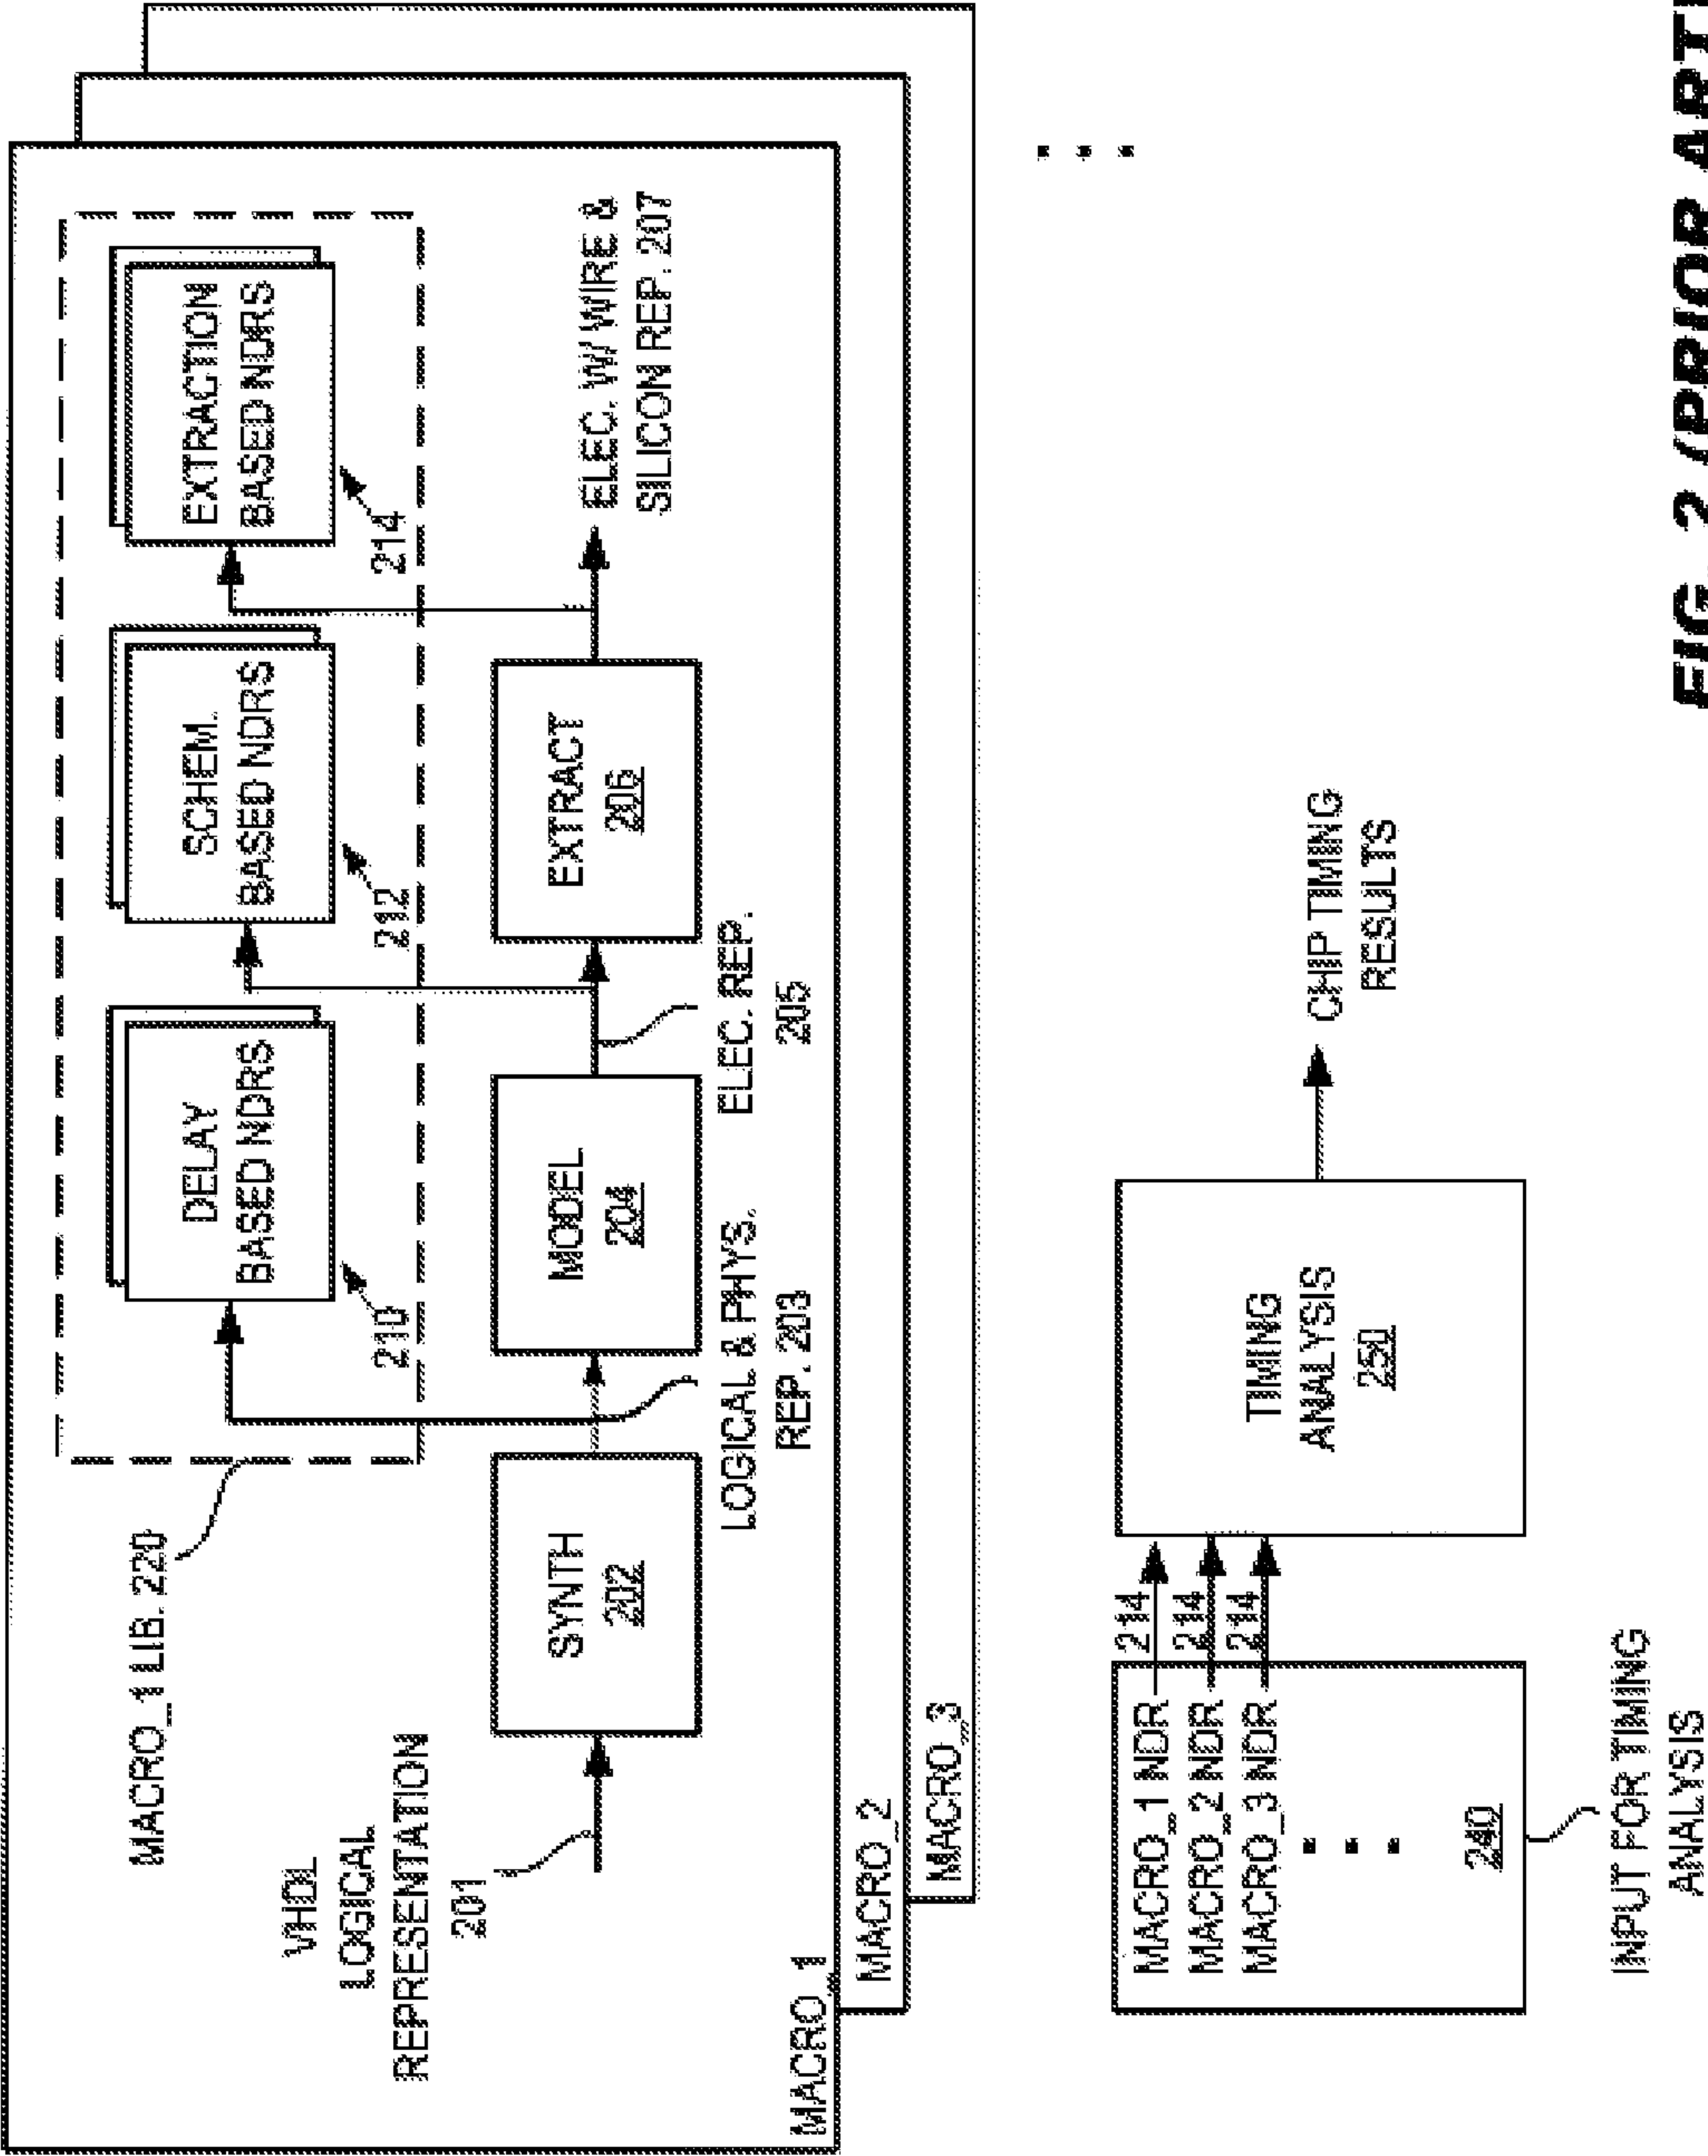 MACRO_1 LIB. 220
DELAY
BASED NDRS
210
SCHEM.
BASED NDRS
212
EXTRACTION
BASED NDRS
214
VHDL
LOGICAL
REPRESENTATION
201
SYNTH
202
LOGICAL & PHYS.
REP. 203
MODEL
204
ELEC. REP.
205
EXTRACT
206
ELEC. W/ WIRE &
SILICON REP. 207
MACRO_1
MACRO_2
MACRO_3
MACRO_1 NDR
MACRO_2 NDR
MACRO_3 NDR
240
214
214
214
INPUT FOR TIMING
ANALYSIS
TIMING
ANALYSIS
250
CHIP TIMING
RESULTS
FIG. 2 (PRIOR ART)